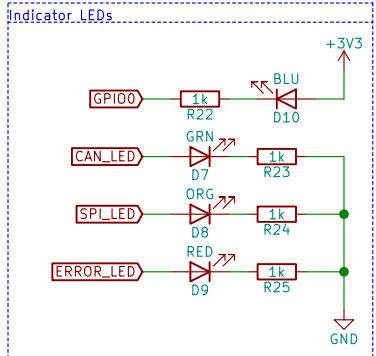 Indicator LEDs
+3V3
BLU
GPIO0
1k
R22
D10
GRN
CAN_LED
1k
D7
R23
ORG
SPI_LED
1k
D8
R24
RED
ERROR_LED
1k
D9
R25
GND